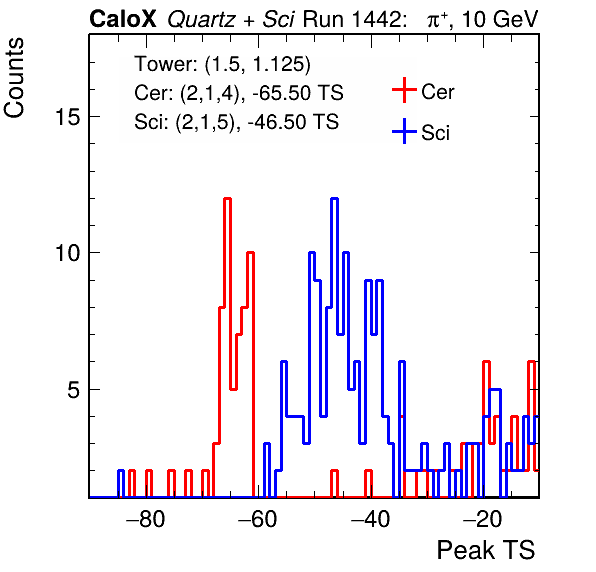 CaloX Quartz + Sci Run 1442: π+, 10 GeV
Counts
Tower: (1.5, 1.125)
Cer: (2,1,4), -65.50 TS
Sci: (2,1,5), -46.50 TS
Cer
Sci
15
10
5
−80 −60 −40 −20
Peak TS